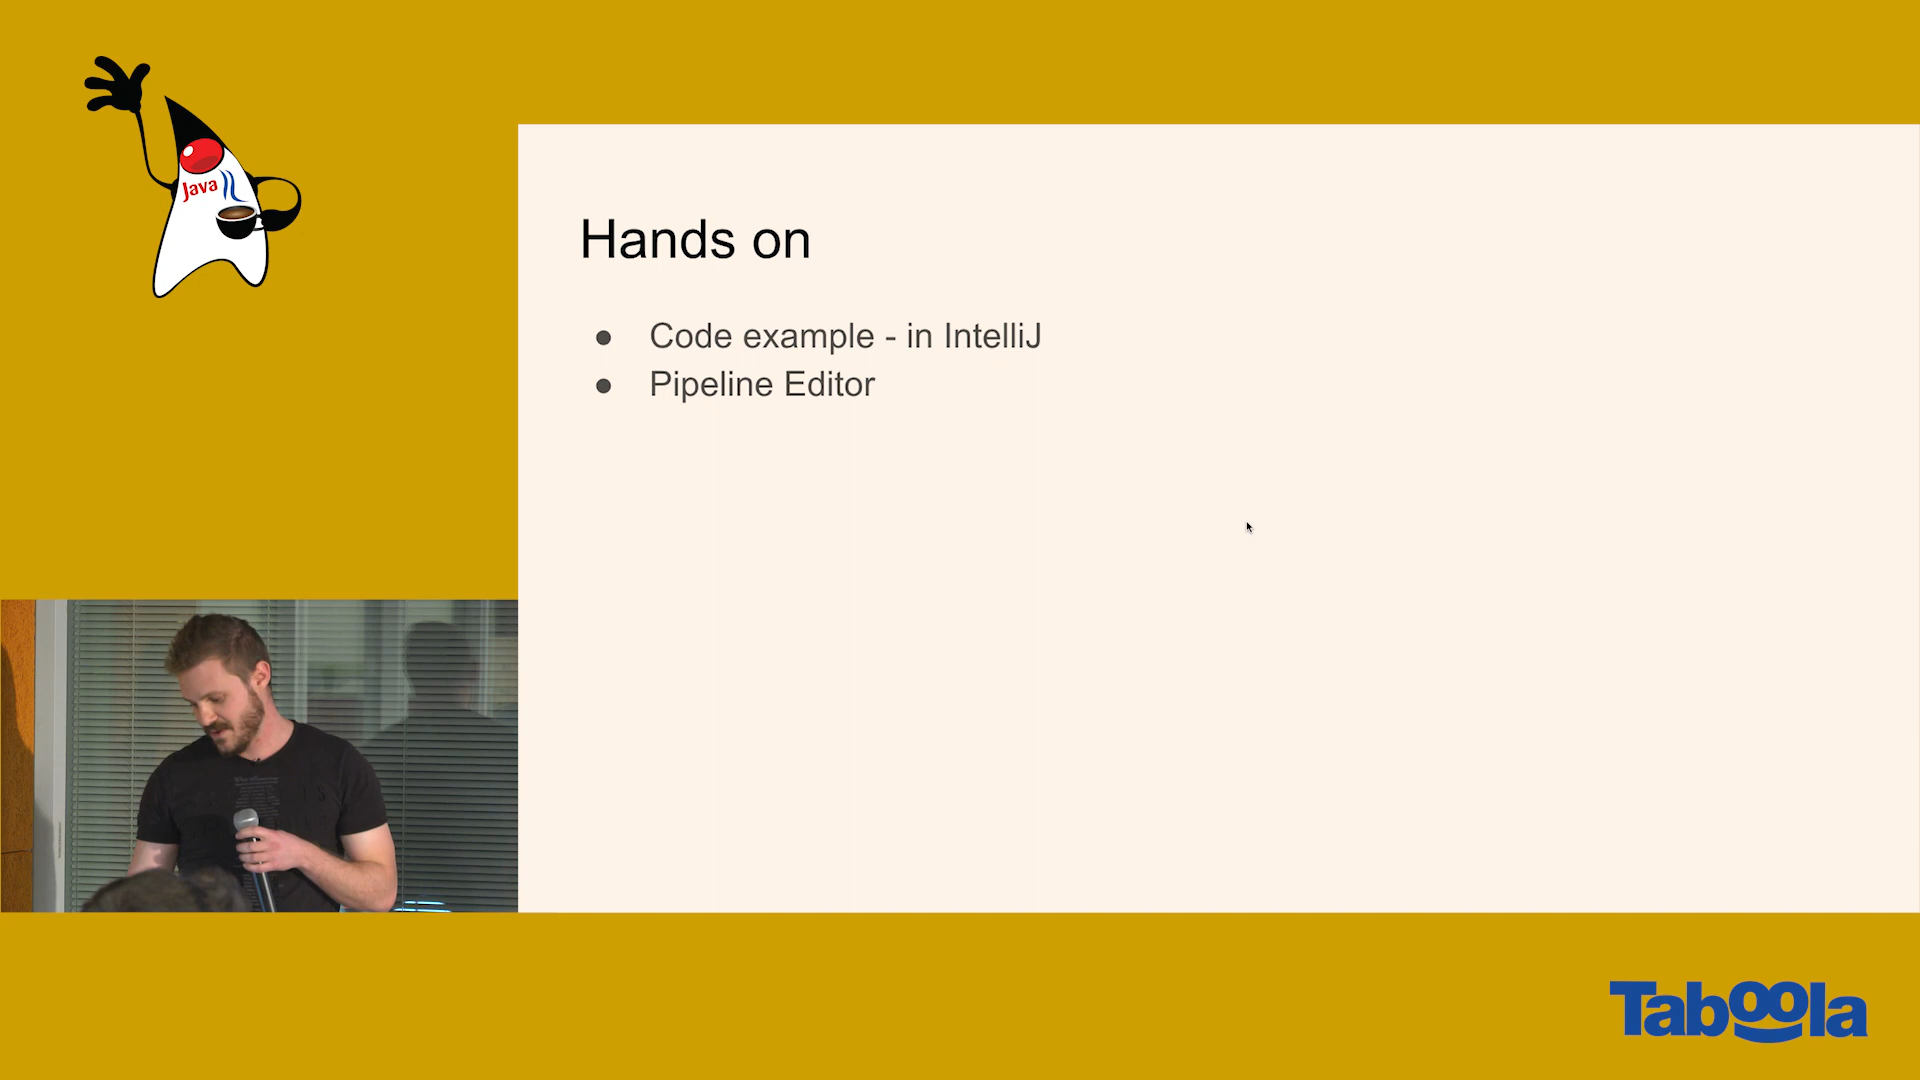 Java
Hands on
● Code example - in IntelliJ
● Pipeline Editor
Taboola